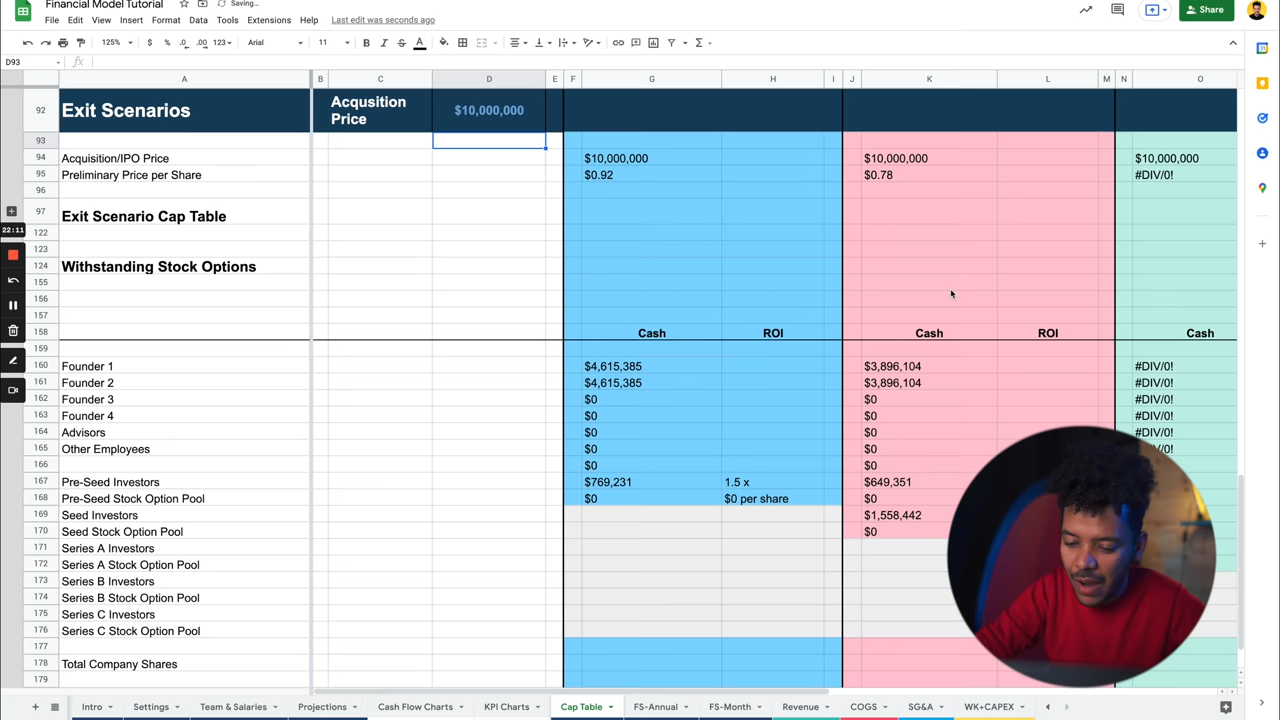 Financial Model Tutorial
Saving...
File Edit View Insert Format Data Tools Extensions Help Last edit was seconds ago
Share
125% $ % .0 .00 123 Arial 11 B I S A
D93 fx
A B C D E F G H I J K L M N O
92 Exit Scenarios Acqusition Price $10,000,000
93
94 Acquisition/IPO Price $10,000,000 $10,000,000 $10,000,000
95 Preliminary Price per Share $0.92 $0.78 #DIV/0!
96
97 Exit Scenario Cap Table
122
22:11
123
124 Withstanding Stock Options
155
156
157
158 Cash ROI Cash ROI Cash
159
160 Founder 1 $4,615,385 $3,896,104 #DIV/0!
161 Founder 2 $4,615,385 $3,896,104 #DIV/0!
162 Founder 3 $0 $0 #DIV/0!
163 Founder 4 $0 $0 #DIV/0!
164 Advisors $0 $0 #DIV/0!
165 Other Employees $0 $0
166 $0 $0
167 Pre-Seed Investors $769,231 1.5 x $649,351
168 Pre-Seed Stock Option Pool $0 $0 per share $0
169 Seed Investors $1,558,442
170 Seed Stock Option Pool $0
171 Series A Investors
172 Series A Stock Option Pool
173 Series B Investors
174 Series B Stock Option Pool
175 Series C Investors
176 Series C Stock Option Pool
177
178 Total Company Shares
179
Intro Settings Team & Salaries Projections Cash Flow Charts KPI Charts Cap Table FS-Annual FS-Month Revenue COGS SG&A WK+CAPEX